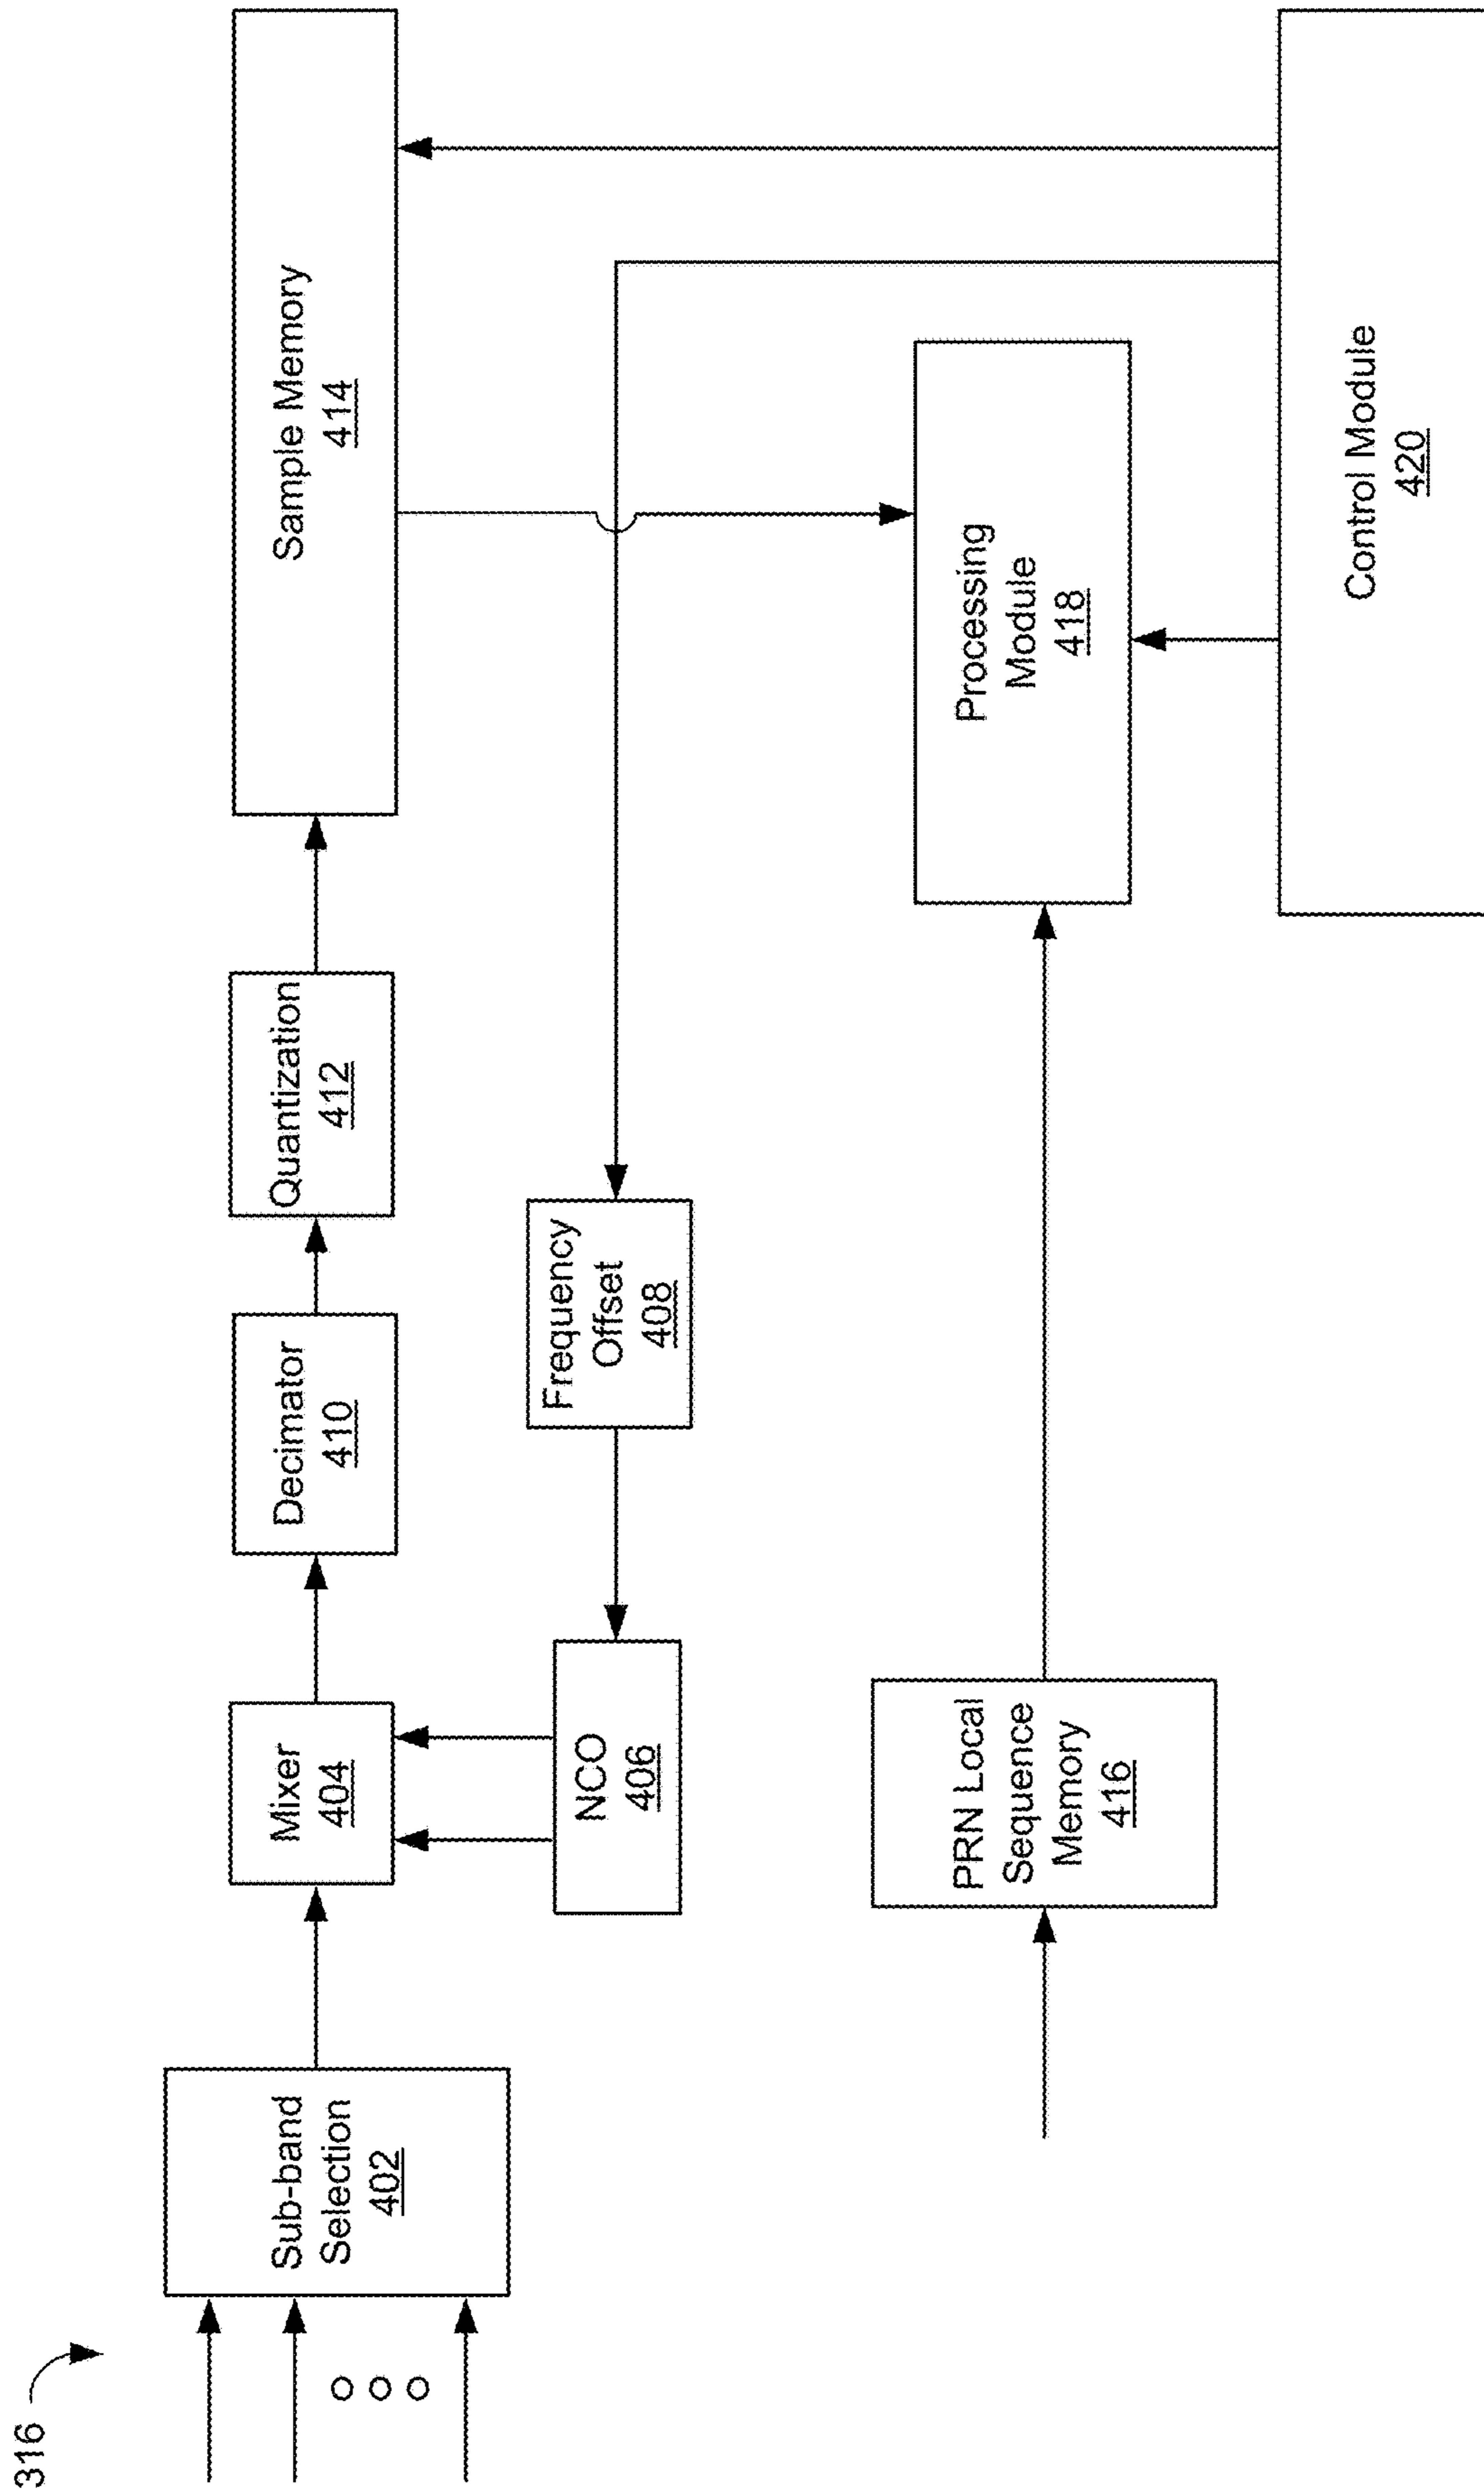 316
Sub-band
Selection
402
Mixer
404
Decimator
410
Quantization
412
Sample Memory
414
NCO
406
Frequency
Offset
408
PRN Local
Sequence
Memory
416
Processing
Module
418
Control Module
420